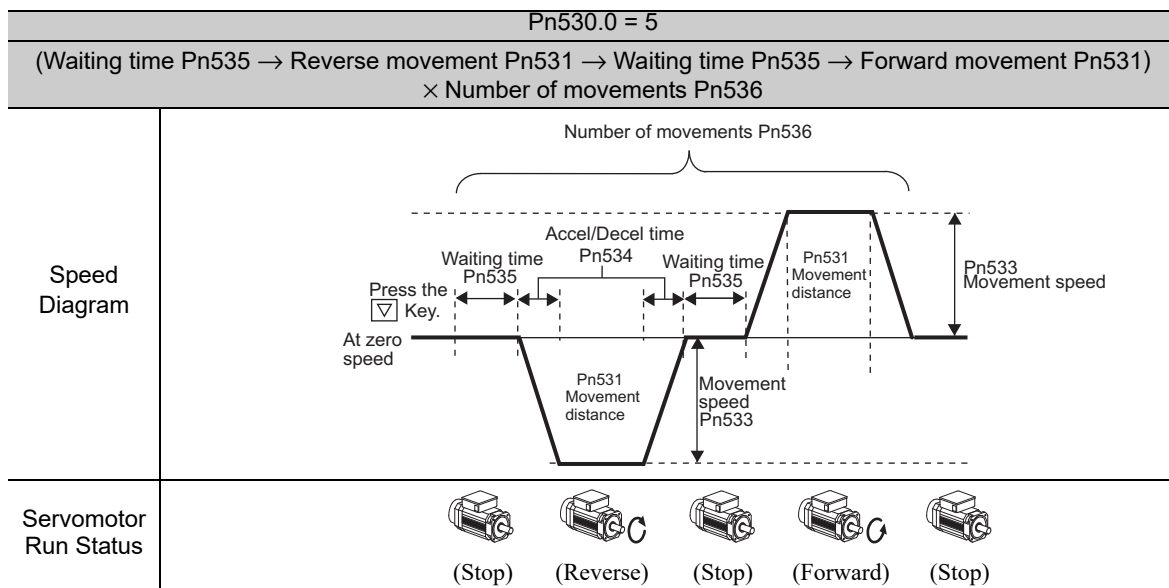 Pn530.0 = 5
(Waiting time Pn535 → Reverse movement Pn531 → Waiting time Pn535 → Forward movement Pn531)
× Number of movements Pn536
Speed
Diagram
Number of movements Pn536
Accel/Decel time
Pn534
Waiting time
Pn535
Waiting time
Pn535
Press the
▽ Key.
At zero
speed
Pn531
Movement
distance
Movement
speed
Pn533
Pn531
Movement
distance
Pn533
Movement speed
Servomotor
Run Status
(Stop) (Reverse) (Stop) (Forward) (Stop)